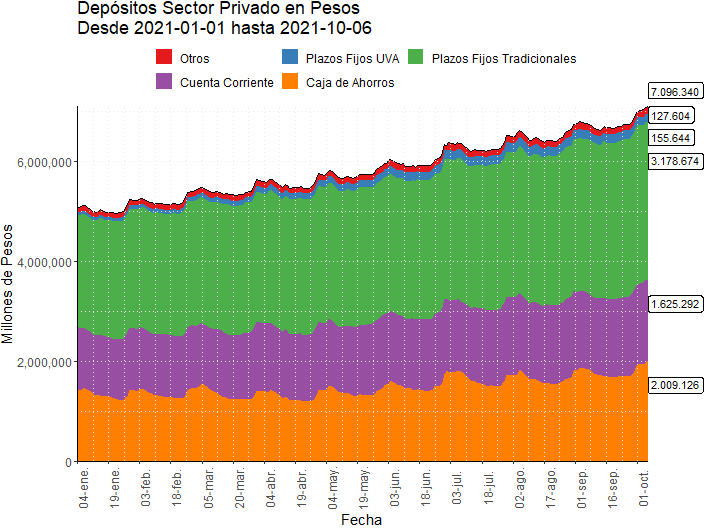 Depósitos Sector Privado en Pesos
Desde 2021-01-01 hasta 2021-10-06
Otros
Plazos Fijos UVA
Plazos Fijos Tradicionales
Cuenta Corriente
Caja de Ahorros
7.096.340
127.604
155.644
3.178.674
1.625.292
2.009.126
Millones de Pesos
6,000,000
4,000,000
2,000,000
0
04-ene.
19-ene.
03-feb.
18-feb.
05-mar.
20-mar.
04-abr.
19-abr.
04-may.
19-may.
03-jun.
18-jun.
03-jul.
18-jul.
02-ago.
17-ago.
01-sep.
16-sep.
01-oct.
Fecha